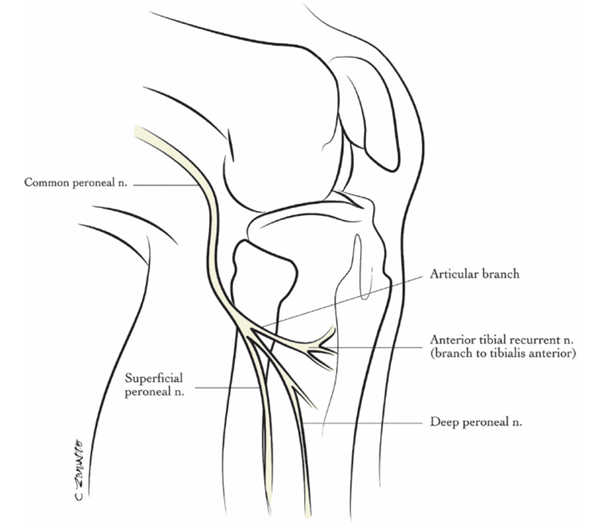 Common peroneal n.
Articular branch
Anterior tibial recurrent n.
(branch to tibialis anterior)
Superficial
peroneal n.
Deep peroneal n.